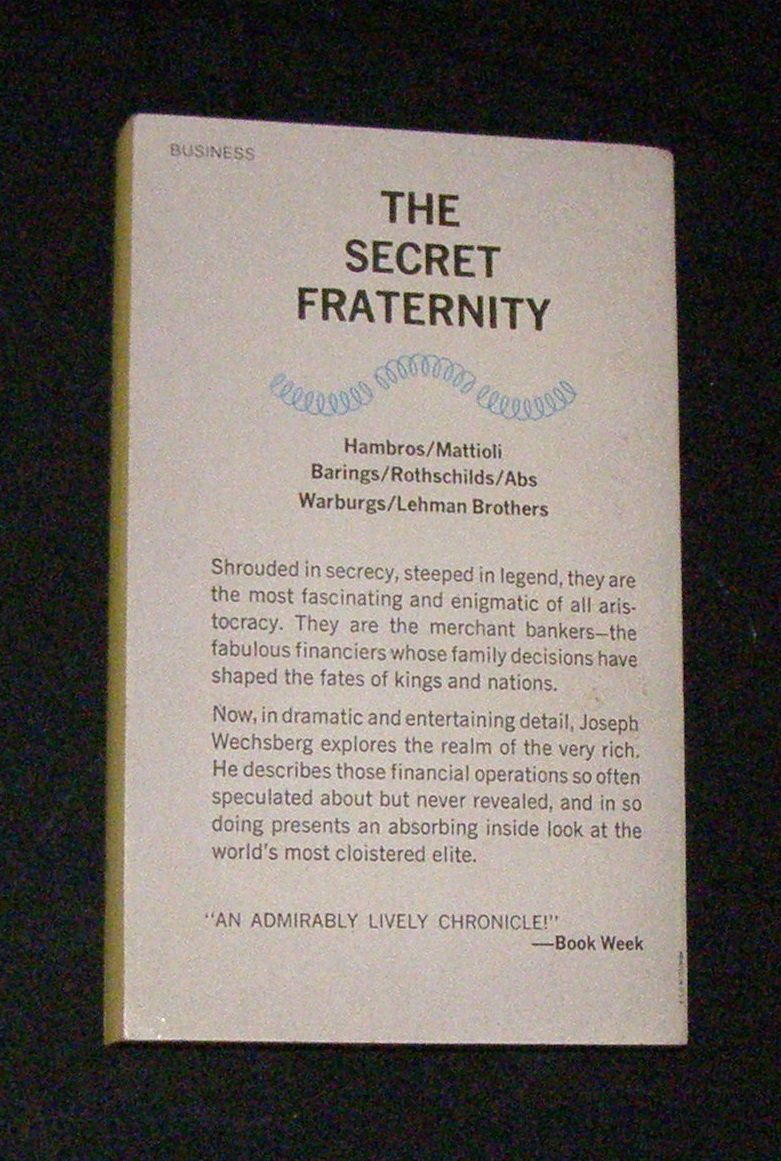 BUSINESS
THE
SECRET
FRATERNITY
Hambros/Mattioli
Barings/Rothschilds/Abs
Warburgs/Lehman Brothers
Shrouded in secrecy, steeped in legend, they are
the most fascinating and enigmatic of all aris-
tocracy. They are the merchant bankers—the
fabulous financiers whose family decisions have
shaped the fates of kings and nations.
Now, in dramatic and entertaining detail, Joseph
Wechsberg explores the realm of the very rich.
He describes those financial operations so often
speculated about but never revealed, and in so
doing presents an absorbing inside look at the
world's most cloistered elite.
"AN ADMIRABLY LIVELY CHRONICLE!"
—Book Week